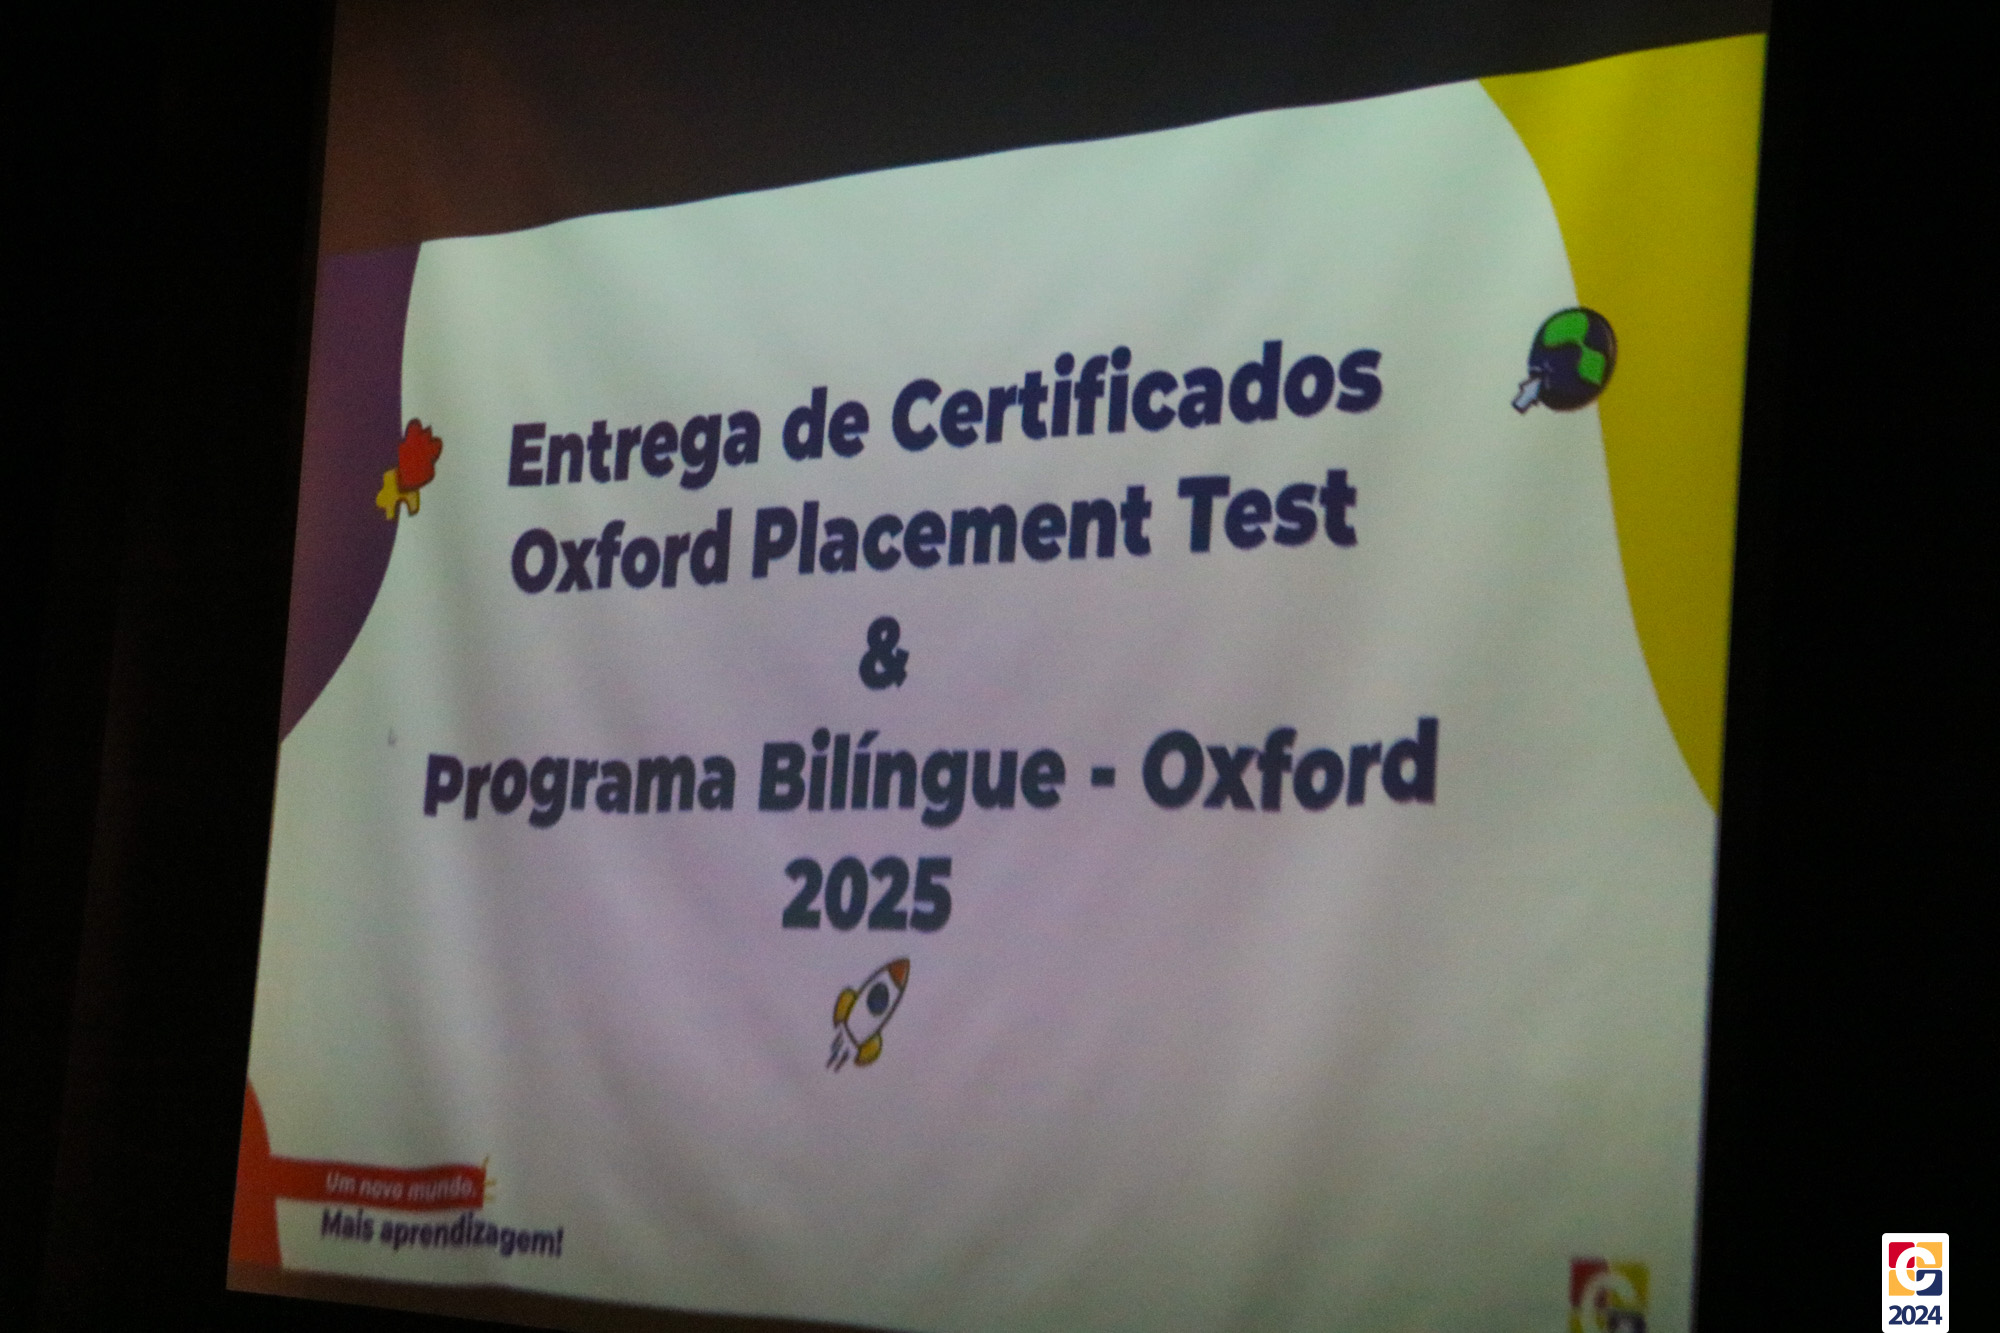 Entrega de Certificados
Oxford Placement Test
&
Programa Bilíngue - Oxford
2025
Um novo mundo.
Mais aprendizagem!
2024